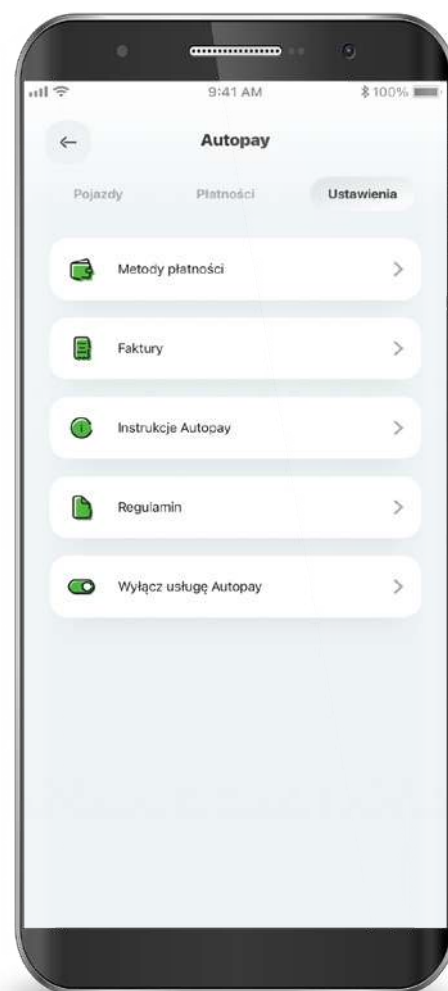 9:41 AM
100%
Autopay
Pojazdy
Płatności
Ustawienia
Metody płatności
Faktury
Instrukcje Autopay
Regulamin
Wyłącz usługę Autopay